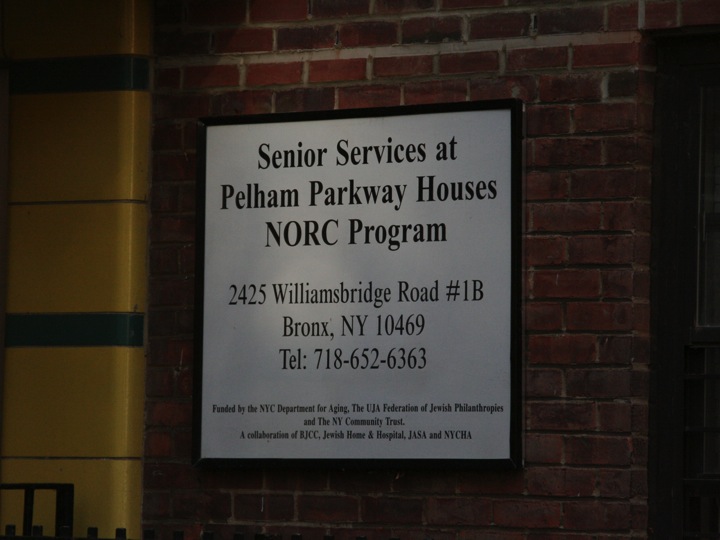 Senior Services at
Pelham Parkway Houses
NORC Program
2425 Williamsbridge Road #1B
Bronx, NY 10469
Tel: 718-652-6363
Funded by the NYC Department for Aging, The UJA Federation of Jewish Philanthropies
and The NY Community Trust.
A collaboration of BJCC, Jewish Home & Hospital, JASA and NYCHA